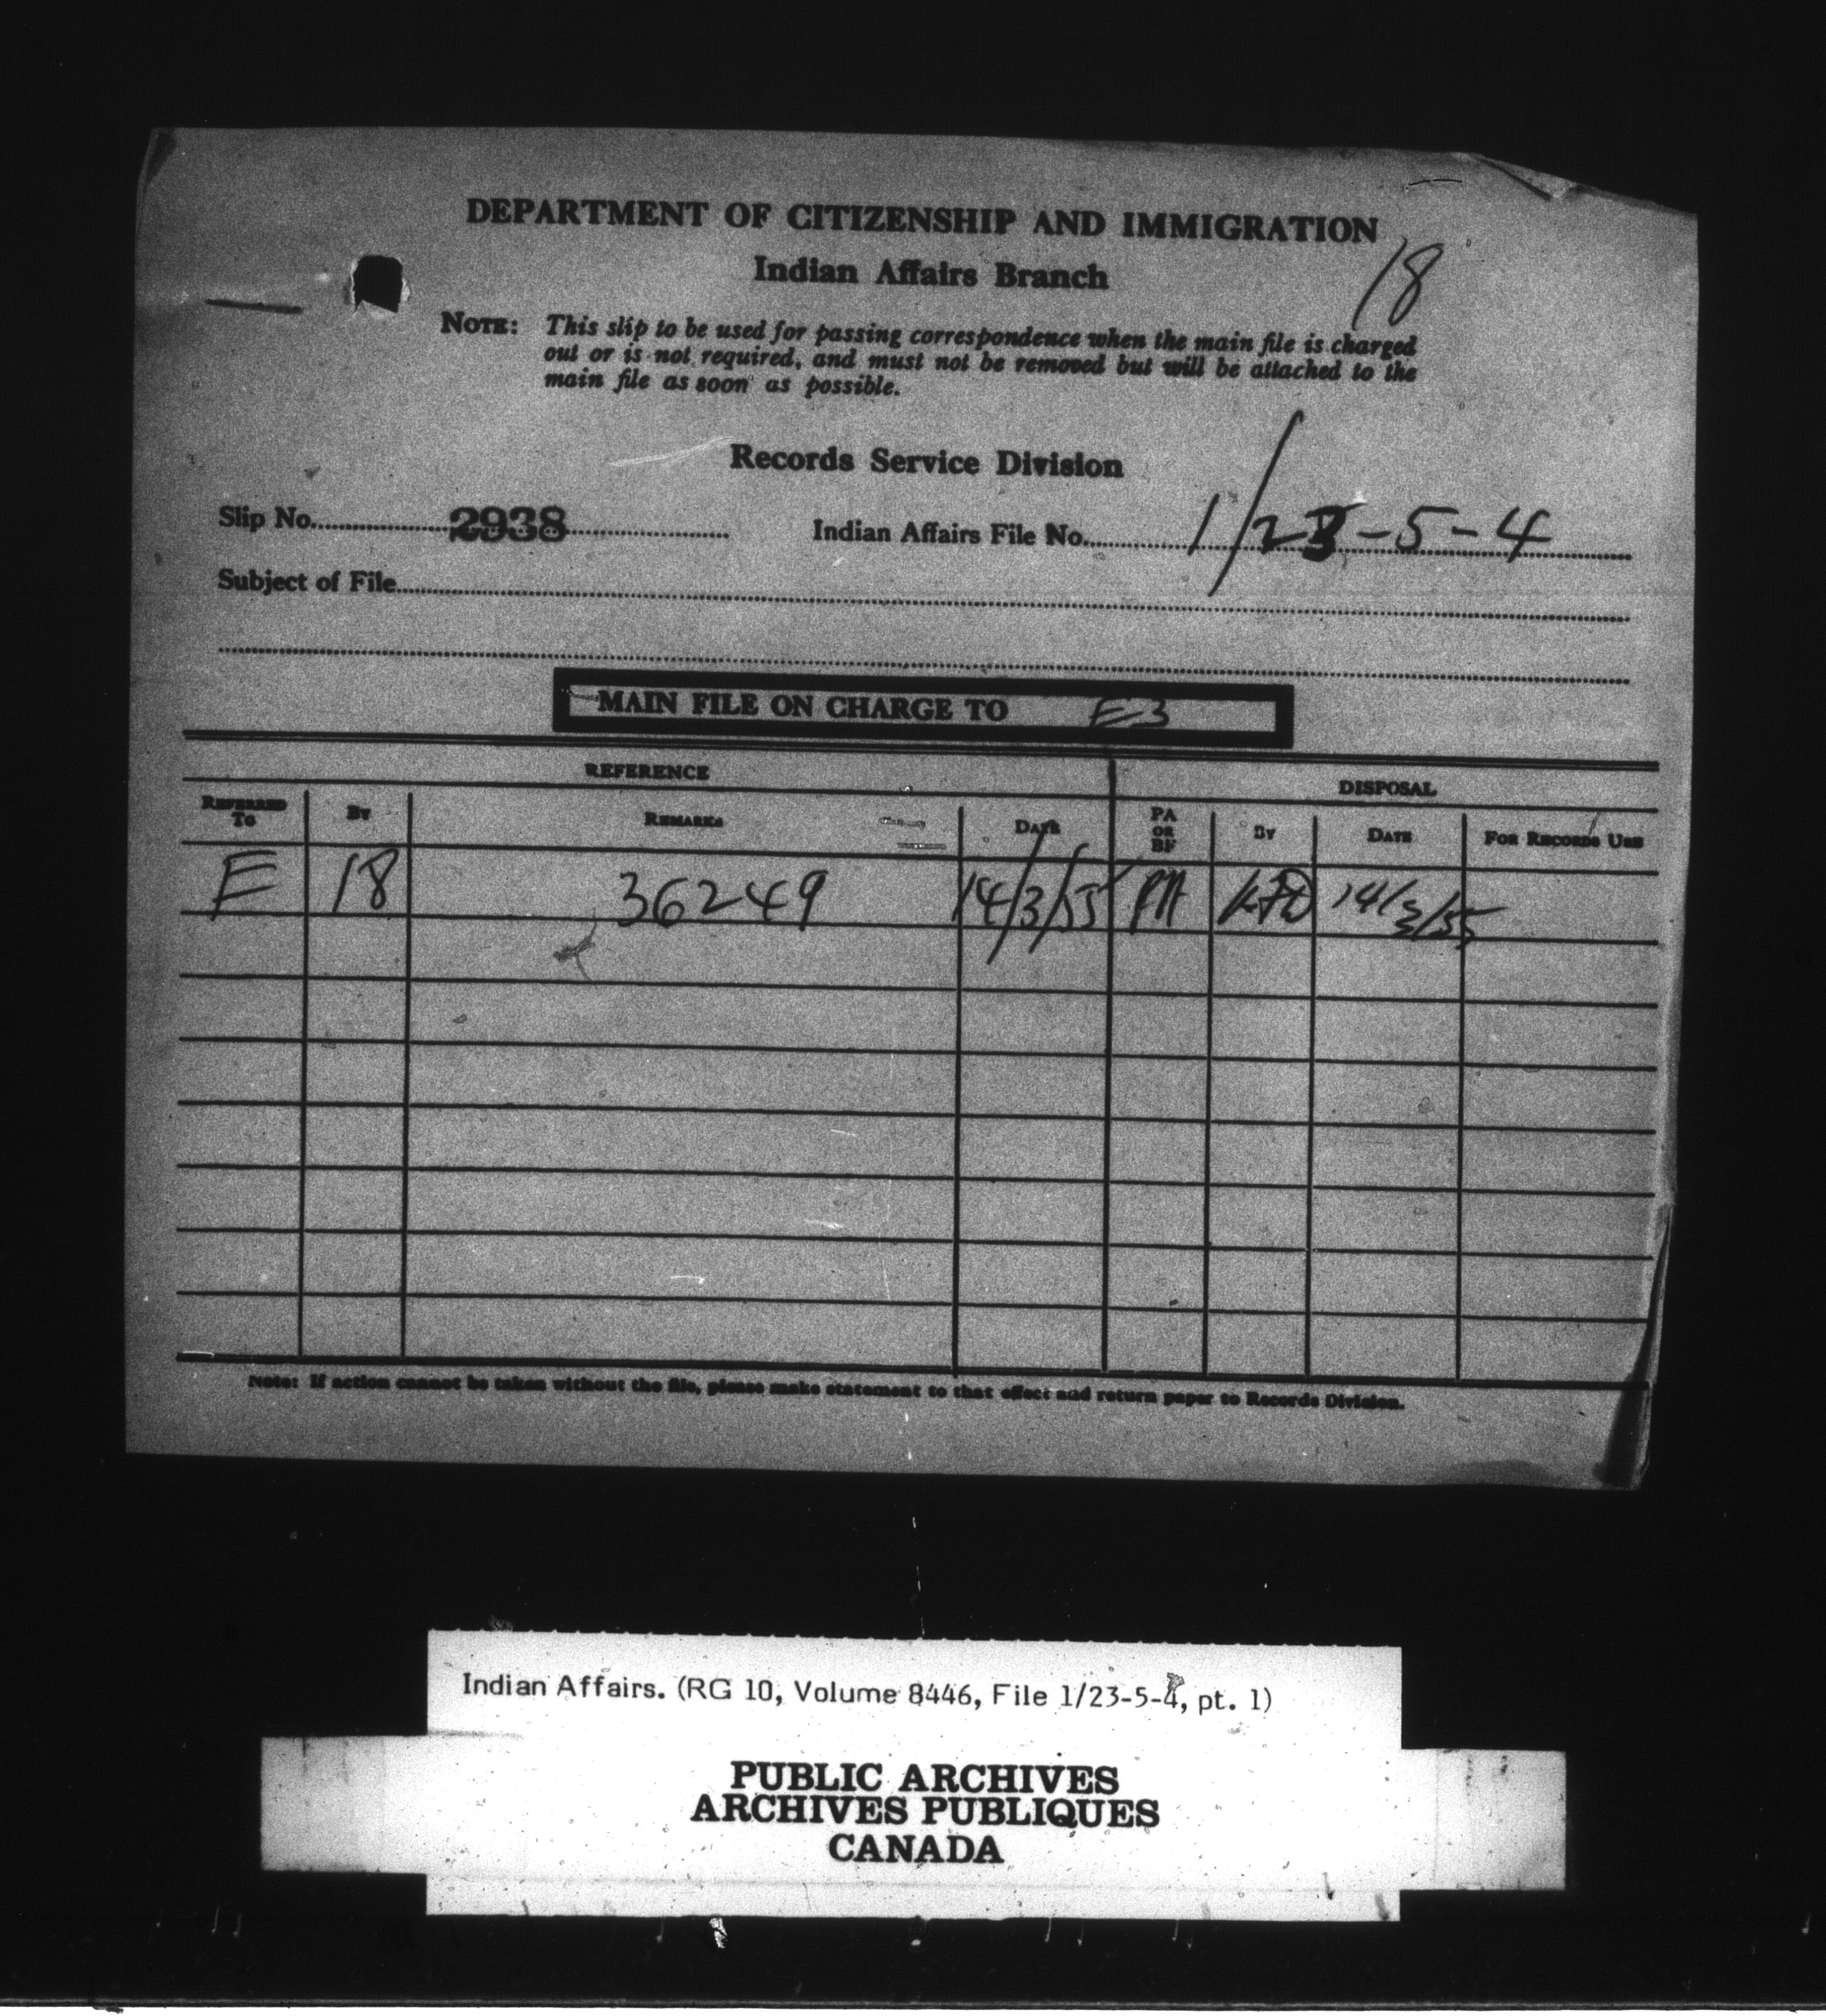 DEPARTMENT OF CITIZENSHIP AND IMMIGRATION
Indian Affairs Branch
18
NOTE: This slip to be used for passing correspondence when the main file is charged
out or is not required, and must not be removed but will be attached to the
main file as soon as possible.
Records Service Division
Slip No. 2938 Indian Affairs File No. 1/23-5-4
Subject of File
MAIN FILE ON CHARGE TO E3
REFERENCE DISPOSAL
REFERRED TO BY REMARKS DATE PA OR BF BY DATE FOR RECORDS USE
E 18 36249 14/3/55 PA 14/3/55
Note: If action cannot be taken without the file, please make statement to that effect and return paper to Records Division.
Indian Affairs. (RG 10, Volume 8446, File 1/23-5-4, pt. 1)
PUBLIC ARCHIVES
ARCHIVES PUBLIQUES
CANADA